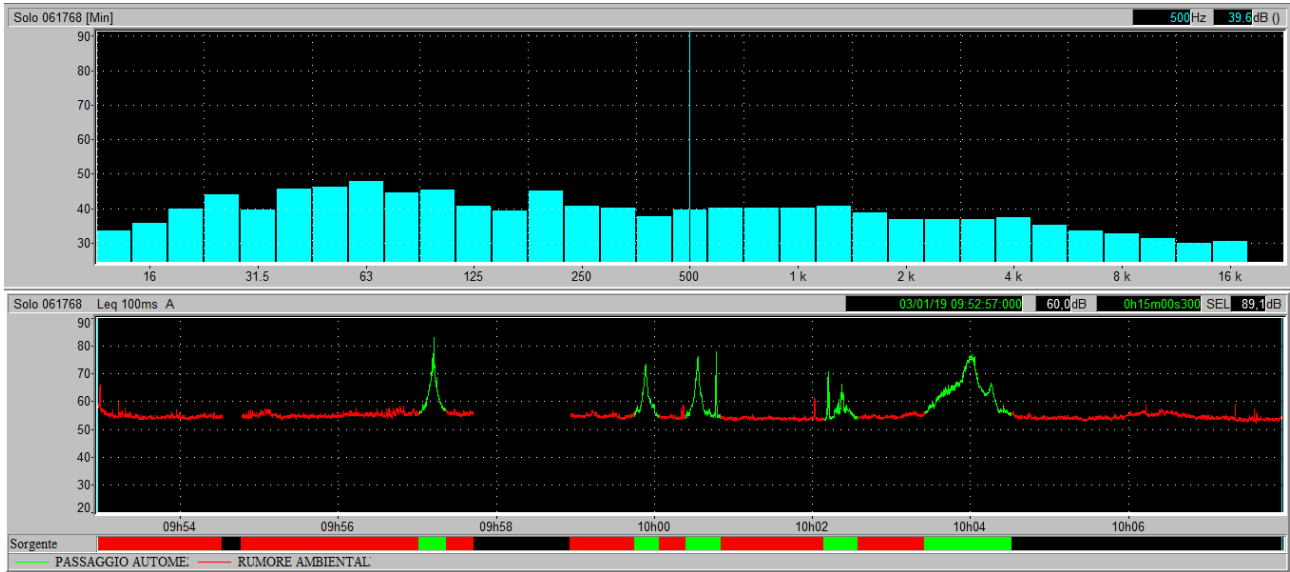 Solo 061768 [Min] 500 Hz 39.6 dB ()
90
80
70
60
50
40
30
16 31.5 63 125 250 500 1 k 2 k 4 k 8 k 16 k
Solo 061768 Leq 100ms A 03/01/19 09:52:57:000 60,0 dB 0h15m00s300 SEL 89,1 dB
90
80
70
60
50
40
30
20
09h54 09h56 09h58 10h00 10h02 10h04 10h06
Sorgente
PASSAGGIO AUTOME: RUMORE AMBIENTAL: